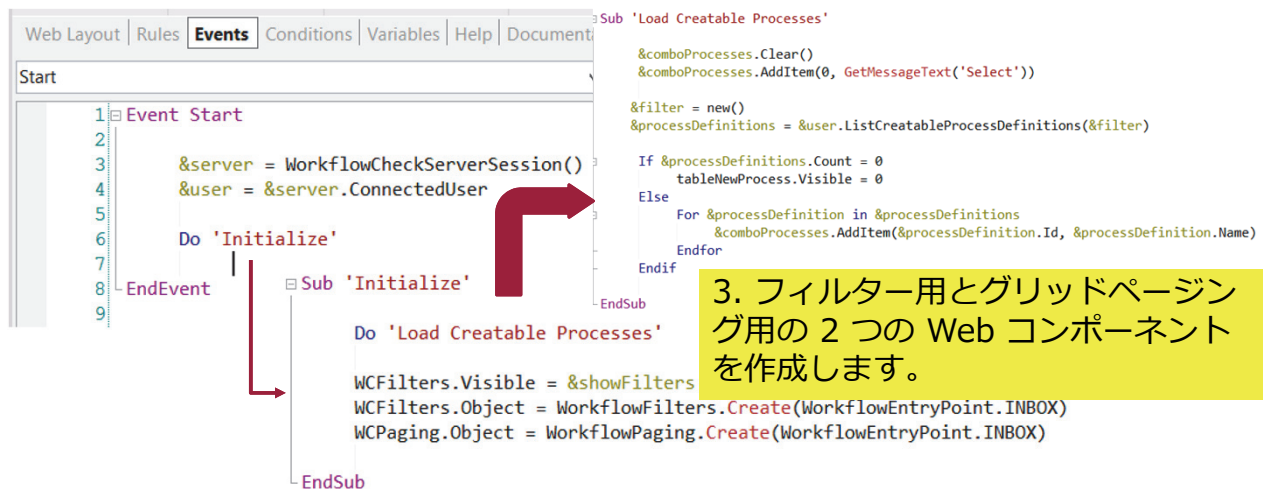 Web Layout | Rules | Events | Conditions | Variables | Help | Document
Start
1 Event Start
2
3 &server = WorkflowCheckServerSession()
4 &user = &server.ConnectedUser
5
6 Do 'Initialize'
7
8 EndEvent
9
Sub 'Initialize'
Do 'Load Creatable Processes'
WCFilters.Visible = &showFilters
WCFilters.Object = WorkflowFilters.Create(WorkflowEntryPoint.INBOX)
WCPaging.Object = WorkflowPaging.Create(WorkflowEntryPoint.INBOX)
EndSub
Sub 'Load Creatable Processes'
&comboProcesses.Clear()
&comboProcesses.AddItem(0, GetMessageText('Select'))
&filter = new()
&processDefinitions = &user.ListCreatableProcessDefinitions(&filter)
If &processDefinitions.Count = 0
tableNewProcess.Visible = 0
Else
For &processDefinition in &processDefinitions
&comboProcesses.AddItem(&processDefinition.Id, &processDefinition.Name)
Endfor
Endif
EndSub
3. フィルター用とグリッドページン
グ用の 2 つの Web コンポーネント
を作成します。